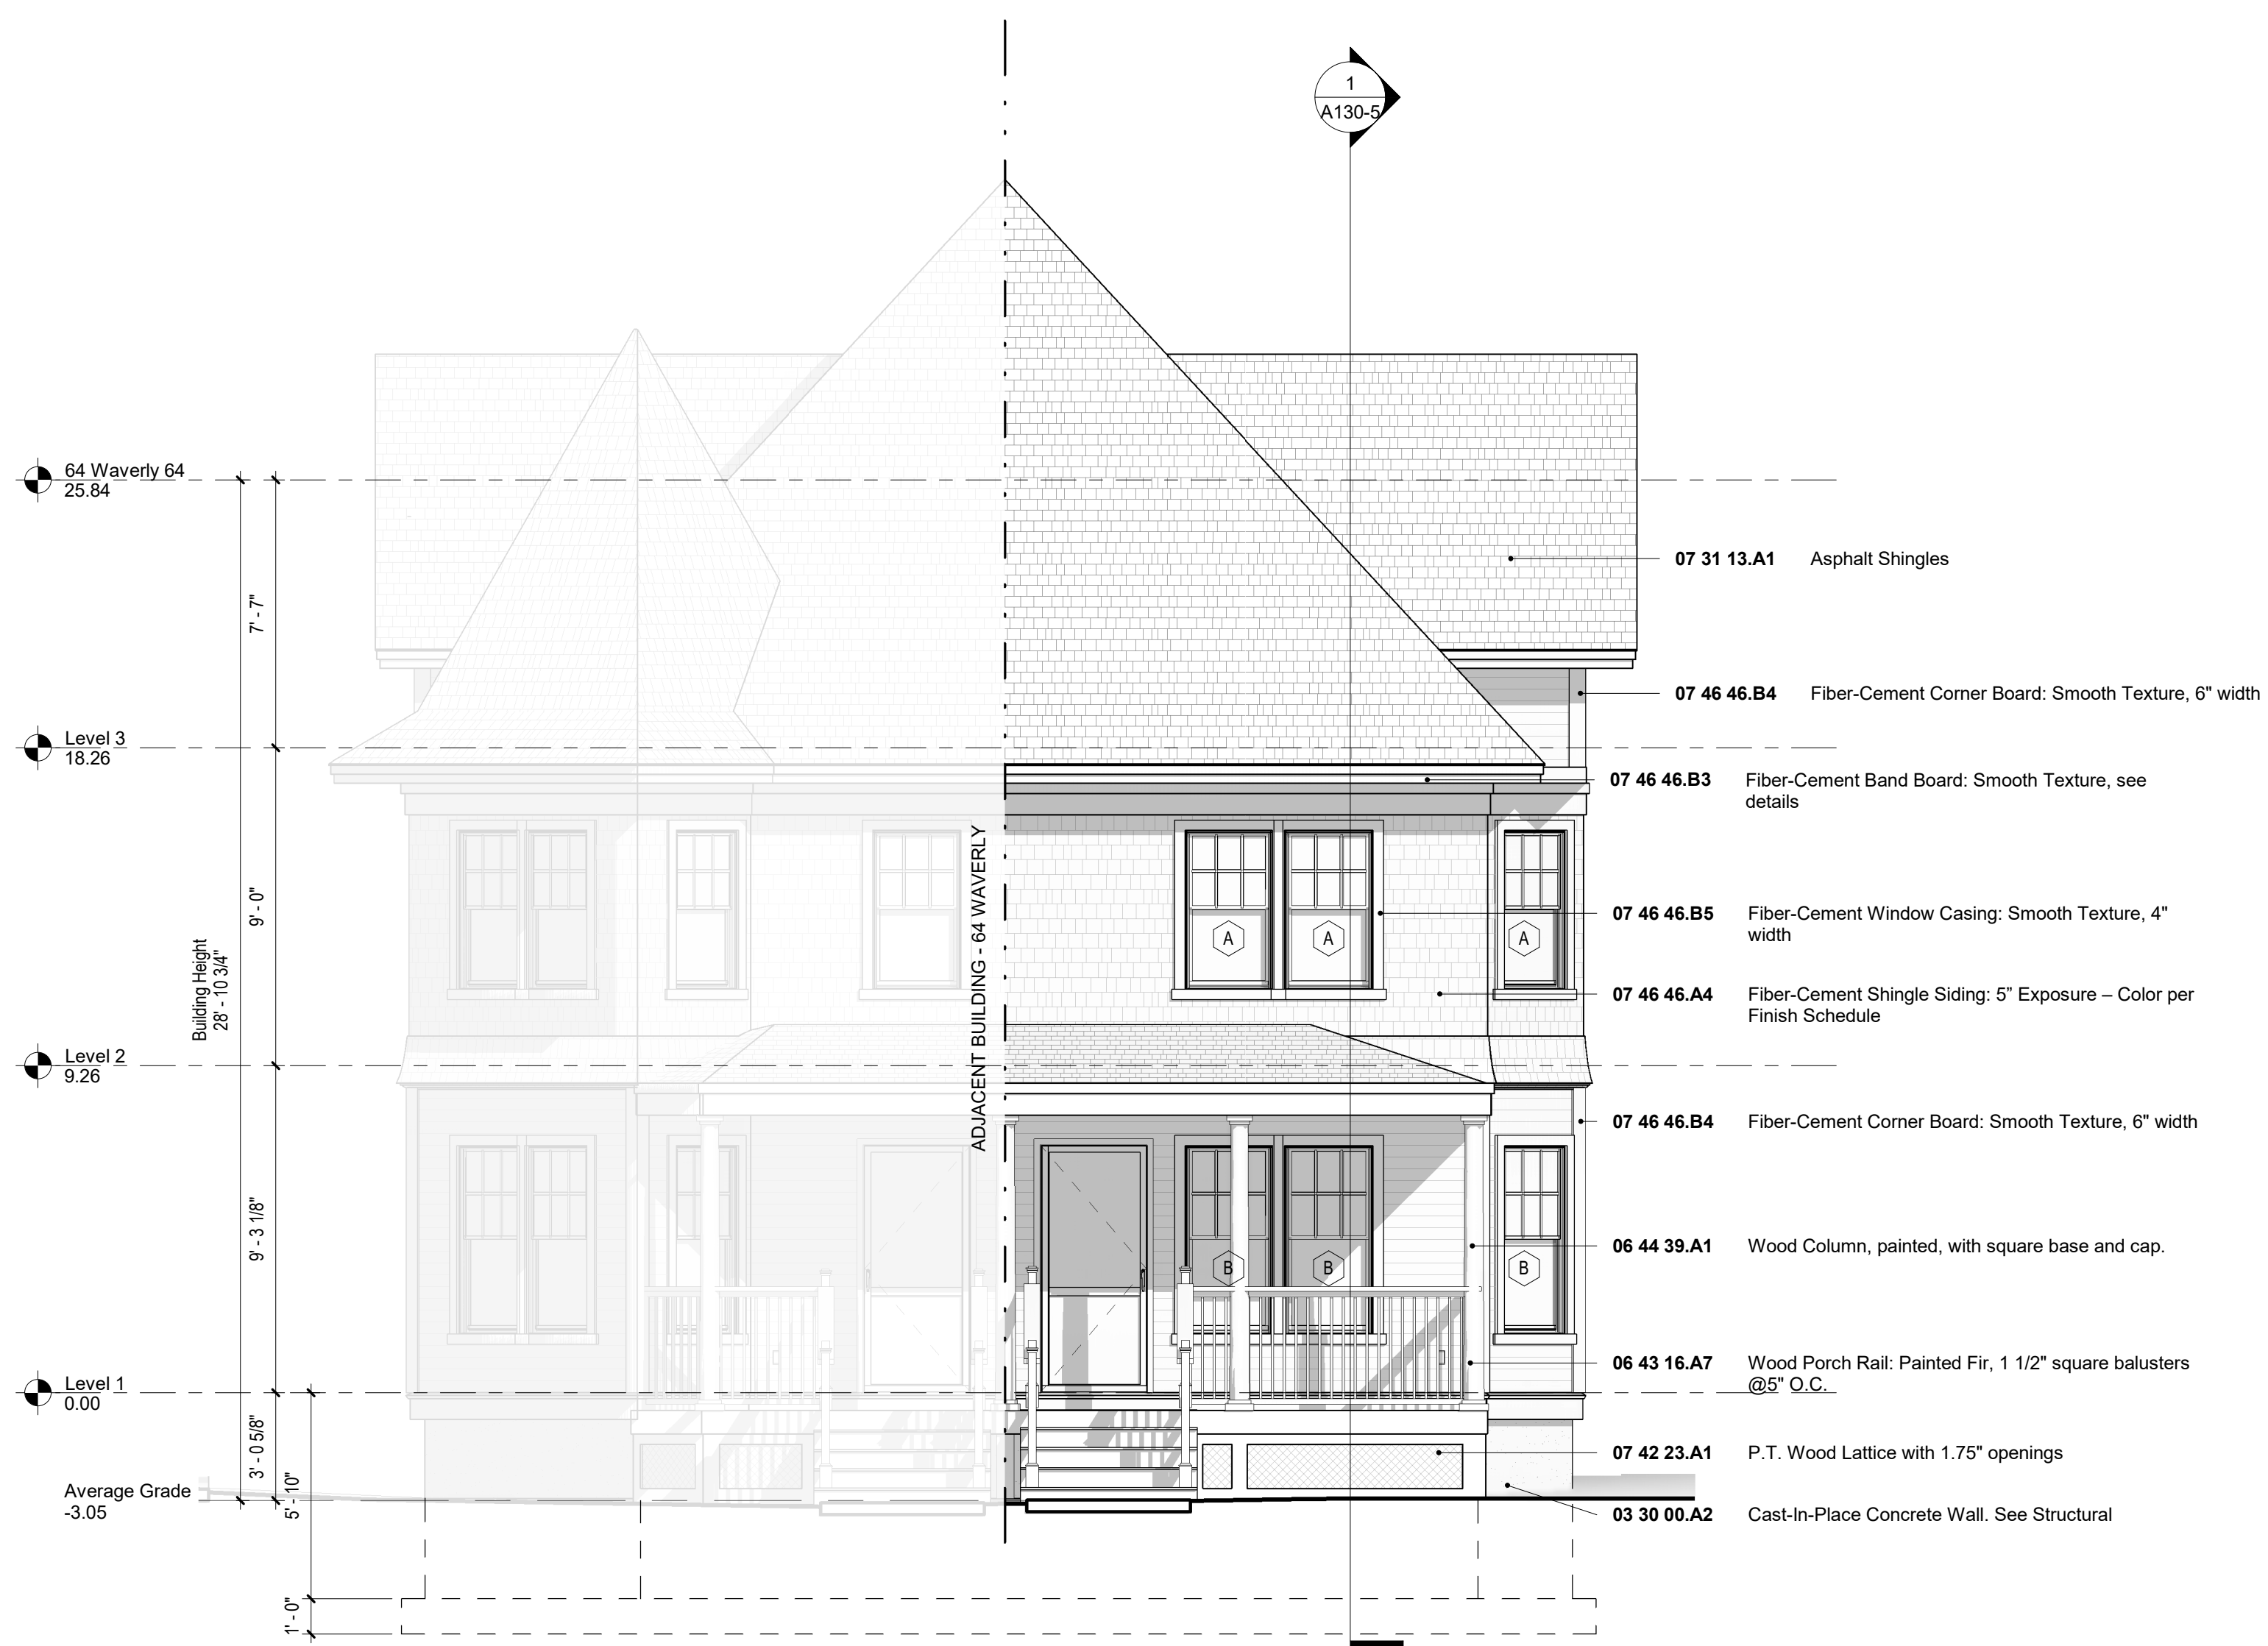 1
A130-5
64 Waverly 64
25.84
7' - 7"
07 31 13.A1 Asphalt Shingles
07 46 46.B4 Fiber-Cement Corner Board: Smooth Texture, 6" width
Level 3
18.26
07 46 46.B3 Fiber-Cement Band Board: Smooth Texture, see
details
9' - 0"
Building Height
28' - 10 3/4"
ADJACENT BUILDING - 64 WAVERLY
A
A
A
07 46 46.B5 Fiber-Cement Window Casing: Smooth Texture, 4"
width
07 46 46.A4 Fiber-Cement Shingle Siding: 5” Exposure – Color per
Finish Schedule
Level 2
9.26
07 46 46.B4 Fiber-Cement Corner Board: Smooth Texture, 6" width
9' - 3 1/8"
06 44 39.A1 Wood Column, painted, with square base and cap.
B
B
B
Level 1
0.00
06 43 16.A7 Wood Porch Rail: Painted Fir, 1 1/2" square balusters
@5" O.C.
3' - 0 5/8"
07 42 23.A1 P.T. Wood Lattice with 1.75" openings
Average Grade
-3.05
5' - 10"
03 30 00.A2 Cast-In-Place Concrete Wall. See Structural
1' - 0"